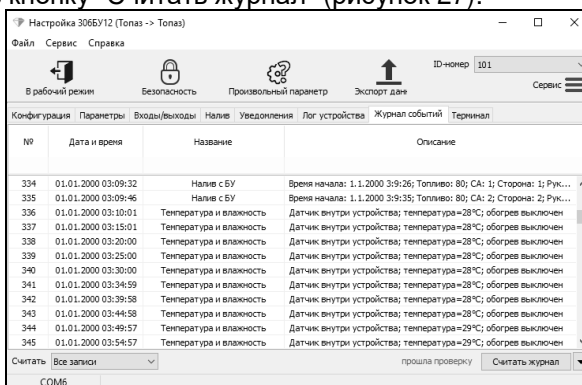 кнопку "Считать журнал" (рисунок 27):
Настройка 306БУ12 (Топаз -> Топаз)
Файл Сервис Справка
ID-номер 101
В рабочий режим Безопасность Произвольный параметр Экспорт дан Сервис
Конфигурация Параметры Входы/выходы Налив Уведомления Лог устройства Журнал событий Терминал
№ Дата и время Название Описание
334 01.01.2000 03:09:32 Налив с БУ Время начала: 1.1.2000 3:9:26; Топливо: 80; СА: 1; Сторона: 1; Рук...
335 01.01.2000 03:09:46 Налив с БУ Время начала: 1.1.2000 3:9:35; Топливо: 80; СА: 2; Сторона: 2; Рук...
336 01.01.2000 03:10:01 Температура и влажность Датчик внутри устройства; температура=28°C; обогрев выключен
337 01.01.2000 03:15:01 Температура и влажность Датчик внутри устройства; температура=28°C; обогрев выключен
338 01.01.2000 03:20:00 Температура и влажность Датчик внутри устройства; температура=28°C; обогрев выключен
339 01.01.2000 03:25:00 Температура и влажность Датчик внутри устройства; температура=28°C; обогрев выключен
340 01.01.2000 03:30:00 Температура и влажность Датчик внутри устройства; температура=28°C; обогрев выключен
341 01.01.2000 03:34:59 Температура и влажность Датчик внутри устройства; температура=28°C; обогрев выключен
342 01.01.2000 03:39:58 Температура и влажность Датчик внутри устройства; температура=28°C; обогрев выключен
343 01.01.2000 03:44:58 Температура и влажность Датчик внутри устройства; температура=28°C; обогрев выключен
344 01.01.2000 03:49:57 Температура и влажность Датчик внутри устройства; температура=29°C; обогрев выключен
345 01.01.2000 03:54:57 Температура и влажность Датчик внутри устройства; температура=29°C; обогрев выключен
Считать Все записи прошла проверку Считать журнал
COM6